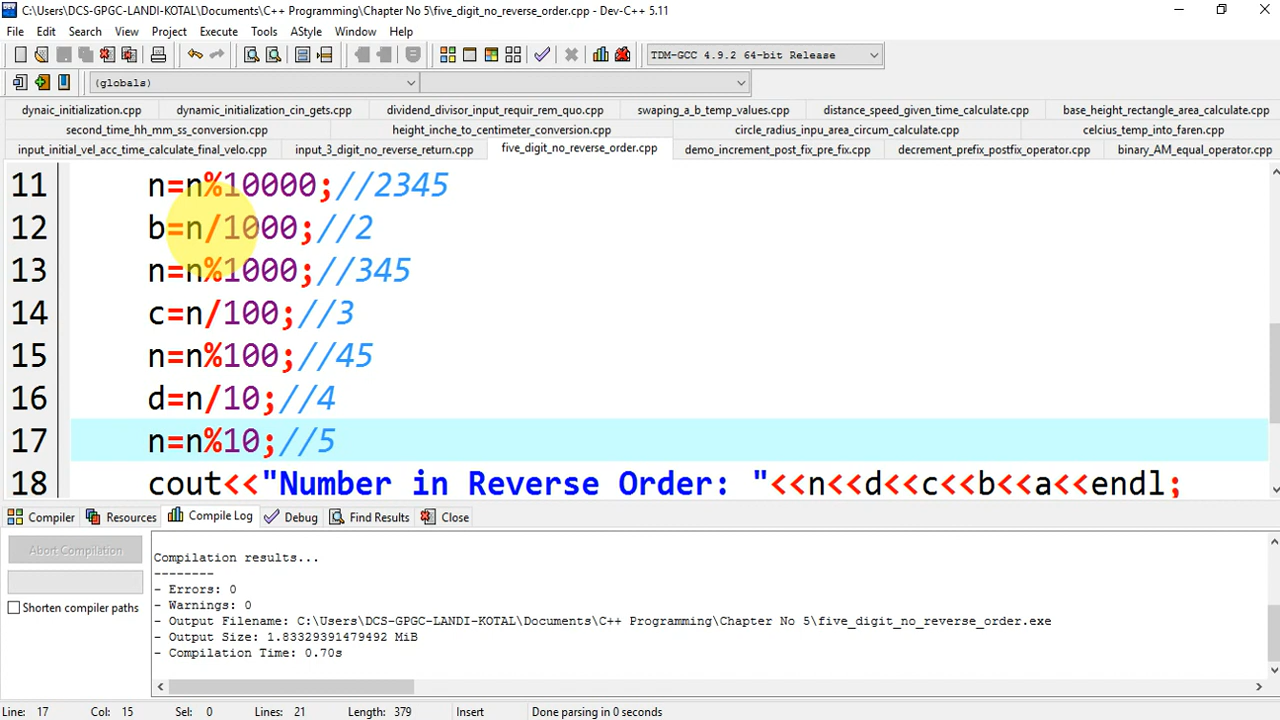 C:\Users\DCS-GPGC-LANDI-KOTAL\Documents\C++ Programming\Chapter No 5\five_digit_no_reverse_order.cpp - Dev-C++ 5.11
File Edit Search View Project Execute Tools AStyle Window Help
TDM-GCC 4.9.2 64-bit Release
(globals)
dynaic_initialization.cpp dynamic_initialization_cin_gets.cpp dividend_divisor_input_requir_rem_quo.cpp swaping_a_b_temp_values.cpp distance_speed_given_time_calculate.cpp base_height_rectangle_area_calculate.cpp
second_time_hh_mm_ss_conversion.cpp height_inche_to_centimeter_conversion.cpp circle_radius_inpu_area_circum_calculate.cpp celcius_temp_into_faren.cpp
input_initial_vel_acc_time_calculate_final_velo.cpp input_3_digit_no_reverse_return.cpp five_digit_no_reverse_order.cpp demo_increment_post_fix_pre_fix.cpp decrement_prefix_postfix_operator.cpp binary_AM_equal_operator.cpp
11 n=n%10000;//2345
12 b=n/1000;//2
13 n=n%1000;//345
14 c=n/100;//3
15 n=n%100;//45
16 d=n/10;//4
17 n=n%10;//5
18 cout<<"Number in Reverse Order: "<<n<<d<<c<<b<<a<<endl;
Compiler Resources Compile Log Debug Find Results Close
Abort Compilation
Shorten compiler paths
Compilation results...
--------
- Errors: 0
- Warnings: 0
- Output Filename: C:\Users\DCS-GPGC-LANDI-KOTAL\Documents\C++ Programming\Chapter No 5\five_digit_no_reverse_order.exe
- Output Size: 1.83329391479492 MiB
- Compilation Time: 0.70s
Line: 17 Col: 15 Sel: 0 Lines: 21 Length: 379 Insert Done parsing in 0 seconds